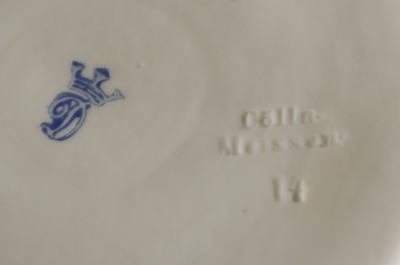 D
Cölln-
Meissen
14